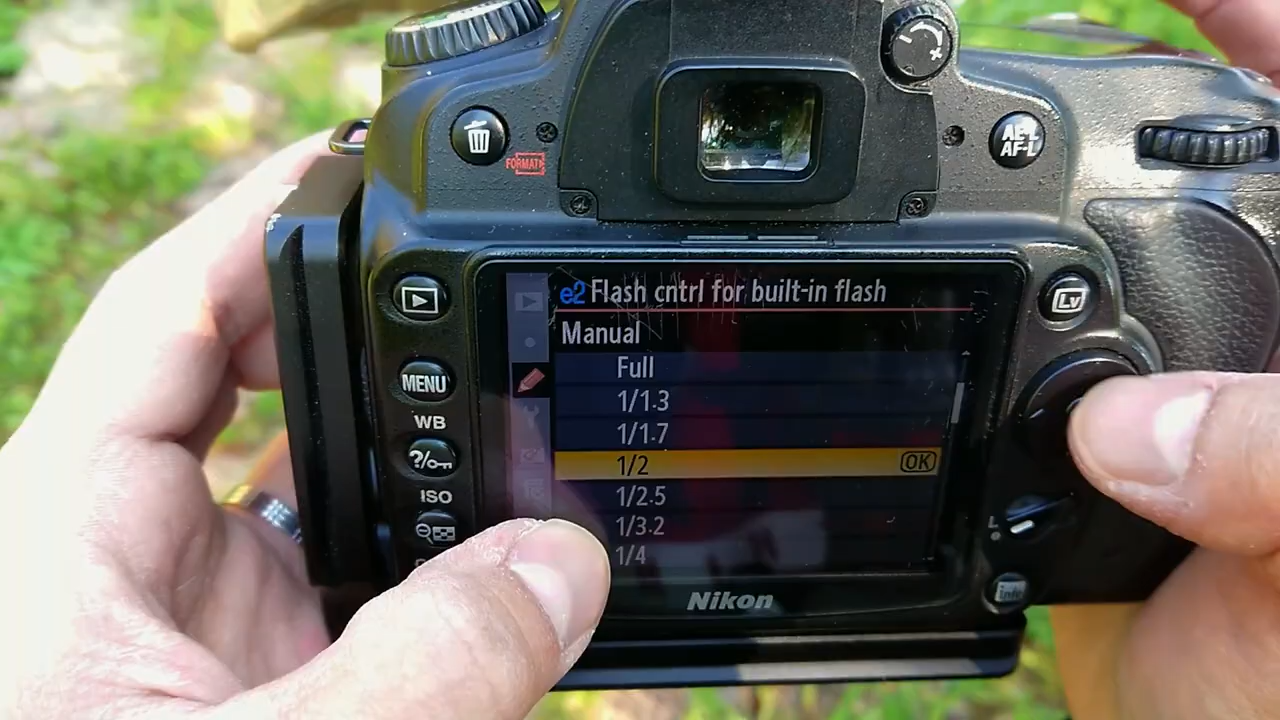 FORMAT
AE-L
AF-L
e2 Flash cntrl for built-in flash
Lv
Manual
Full
MENU
1/1.3
WB
1/1.7
?/
1/2 OK
ISO
1/2.5
1/3.2
L
1/4
info
Nikon